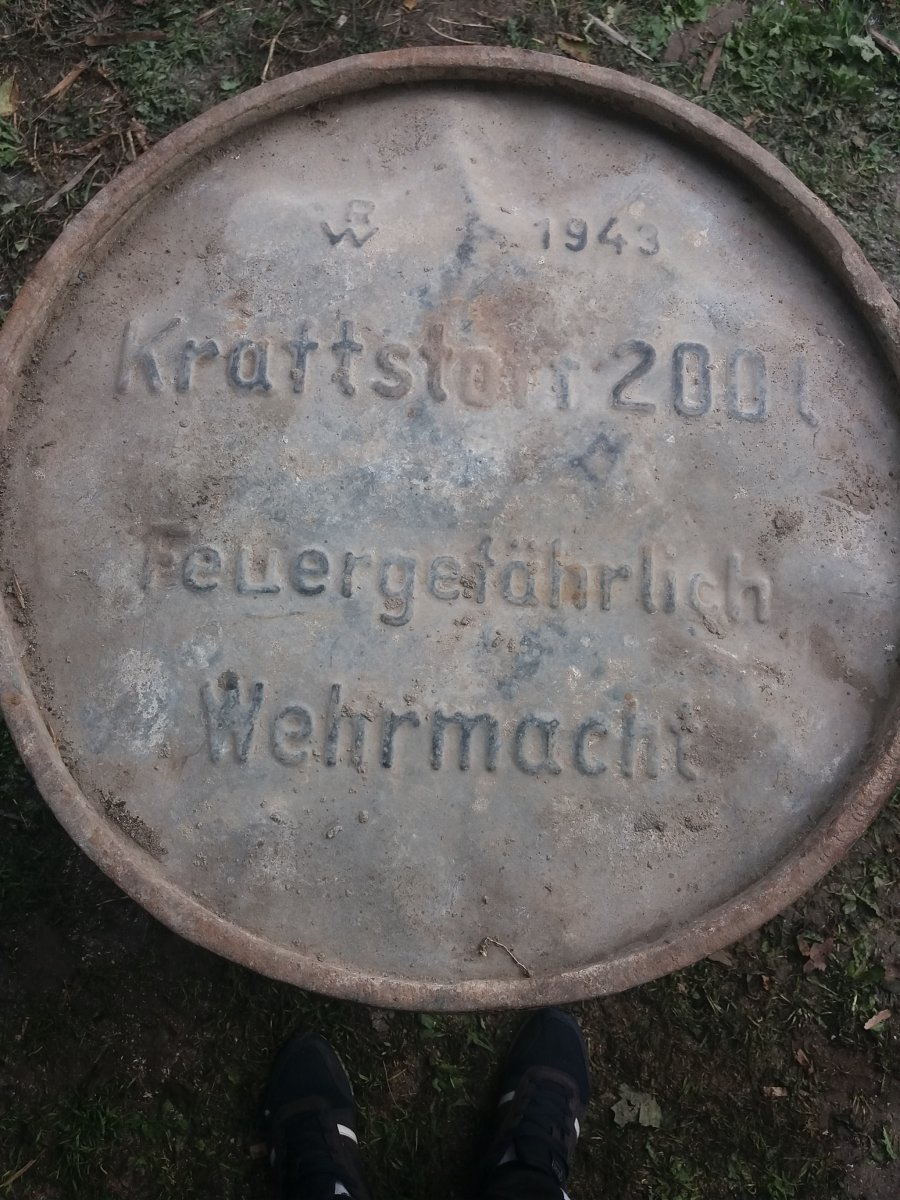 1943
Kraftstoff 200 l
Feuergefährlich
Wehrmacht